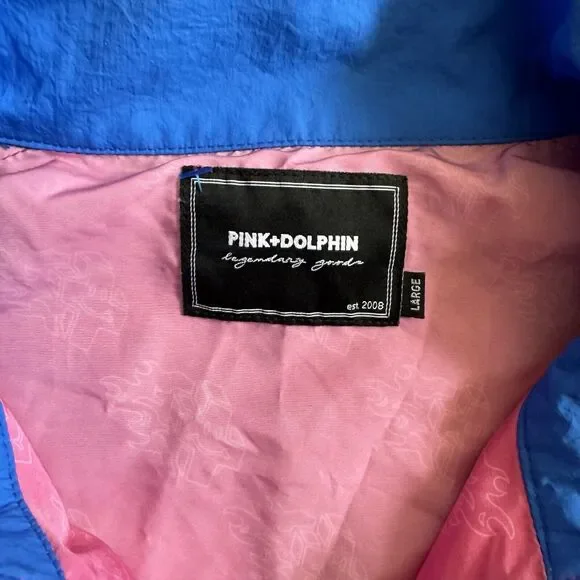 PINK+DOLPHIN
legendary goods
est 2008
LARGE